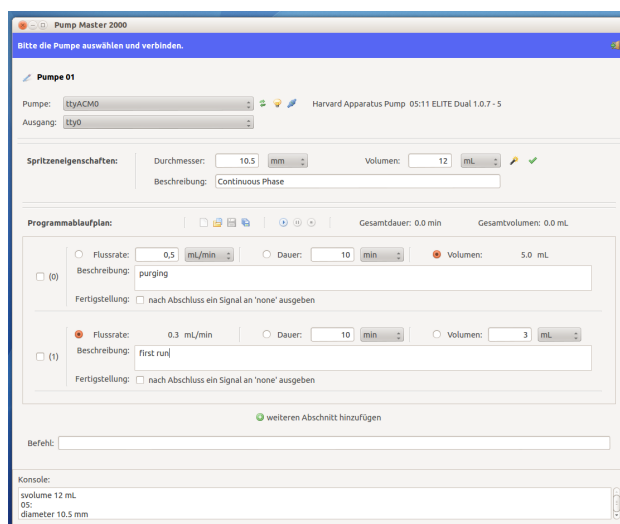 Pump Master 2000
Bitte die Pumpe auswählen und verbinden.
Pumpe 01
Pumpe: ttyACM0 Harvard Apparatus Pump 05:11 ELITE Dual 1.0.7 - 5
Ausgang: tty0
Spritzeneigenschaften: Durchmesser: 10.5 mm Volumen: 12 mL
Beschreibung: Continuous Phase
Programmablaufplan: Gesamtdauer: 0.0 min Gesamtvolumen: 0.0 mL
Flussrate: 0,5 mL/min Dauer: 10 min Volumen: 5.0 mL
(0) Beschreibung: purging
Fertigstellung: nach Abschluss ein Signal an 'none' ausgeben
Flussrate: 0.3 mL/min Dauer: 10 min Volumen: 3 mL
(1) Beschreibung: first run
Fertigstellung: nach Abschluss ein Signal an 'none' ausgeben
weiteren Abschnitt hinzufügen
Befehl:
Konsole:
svolume 12 mL
05:
diameter 10.5 mm